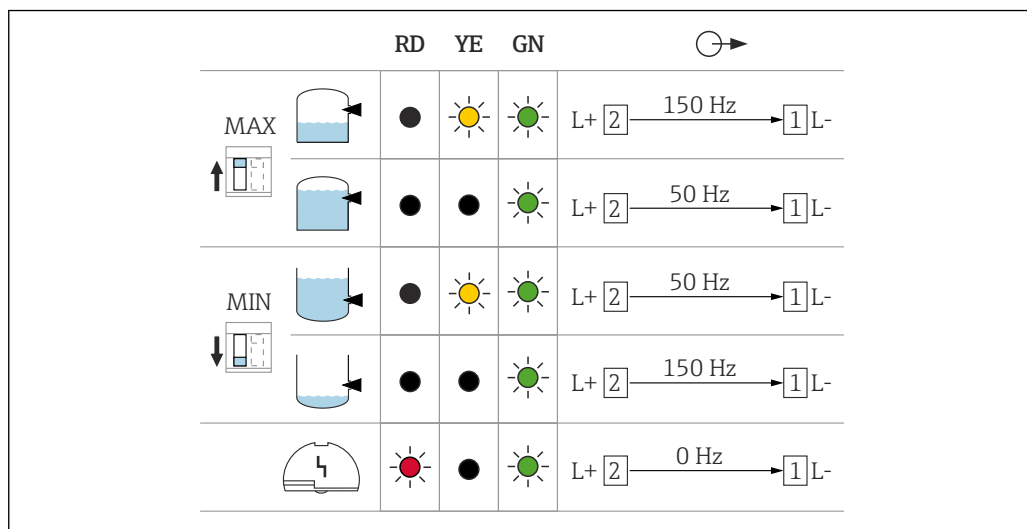 RD YE GN
MAX
L+ 2 150 Hz 1 L-
L+ 2 50 Hz 1 L-
MIN
L+ 2 50 Hz 1 L-
L+ 2 150 Hz 1 L-
L+ 2 0 Hz 1 L-